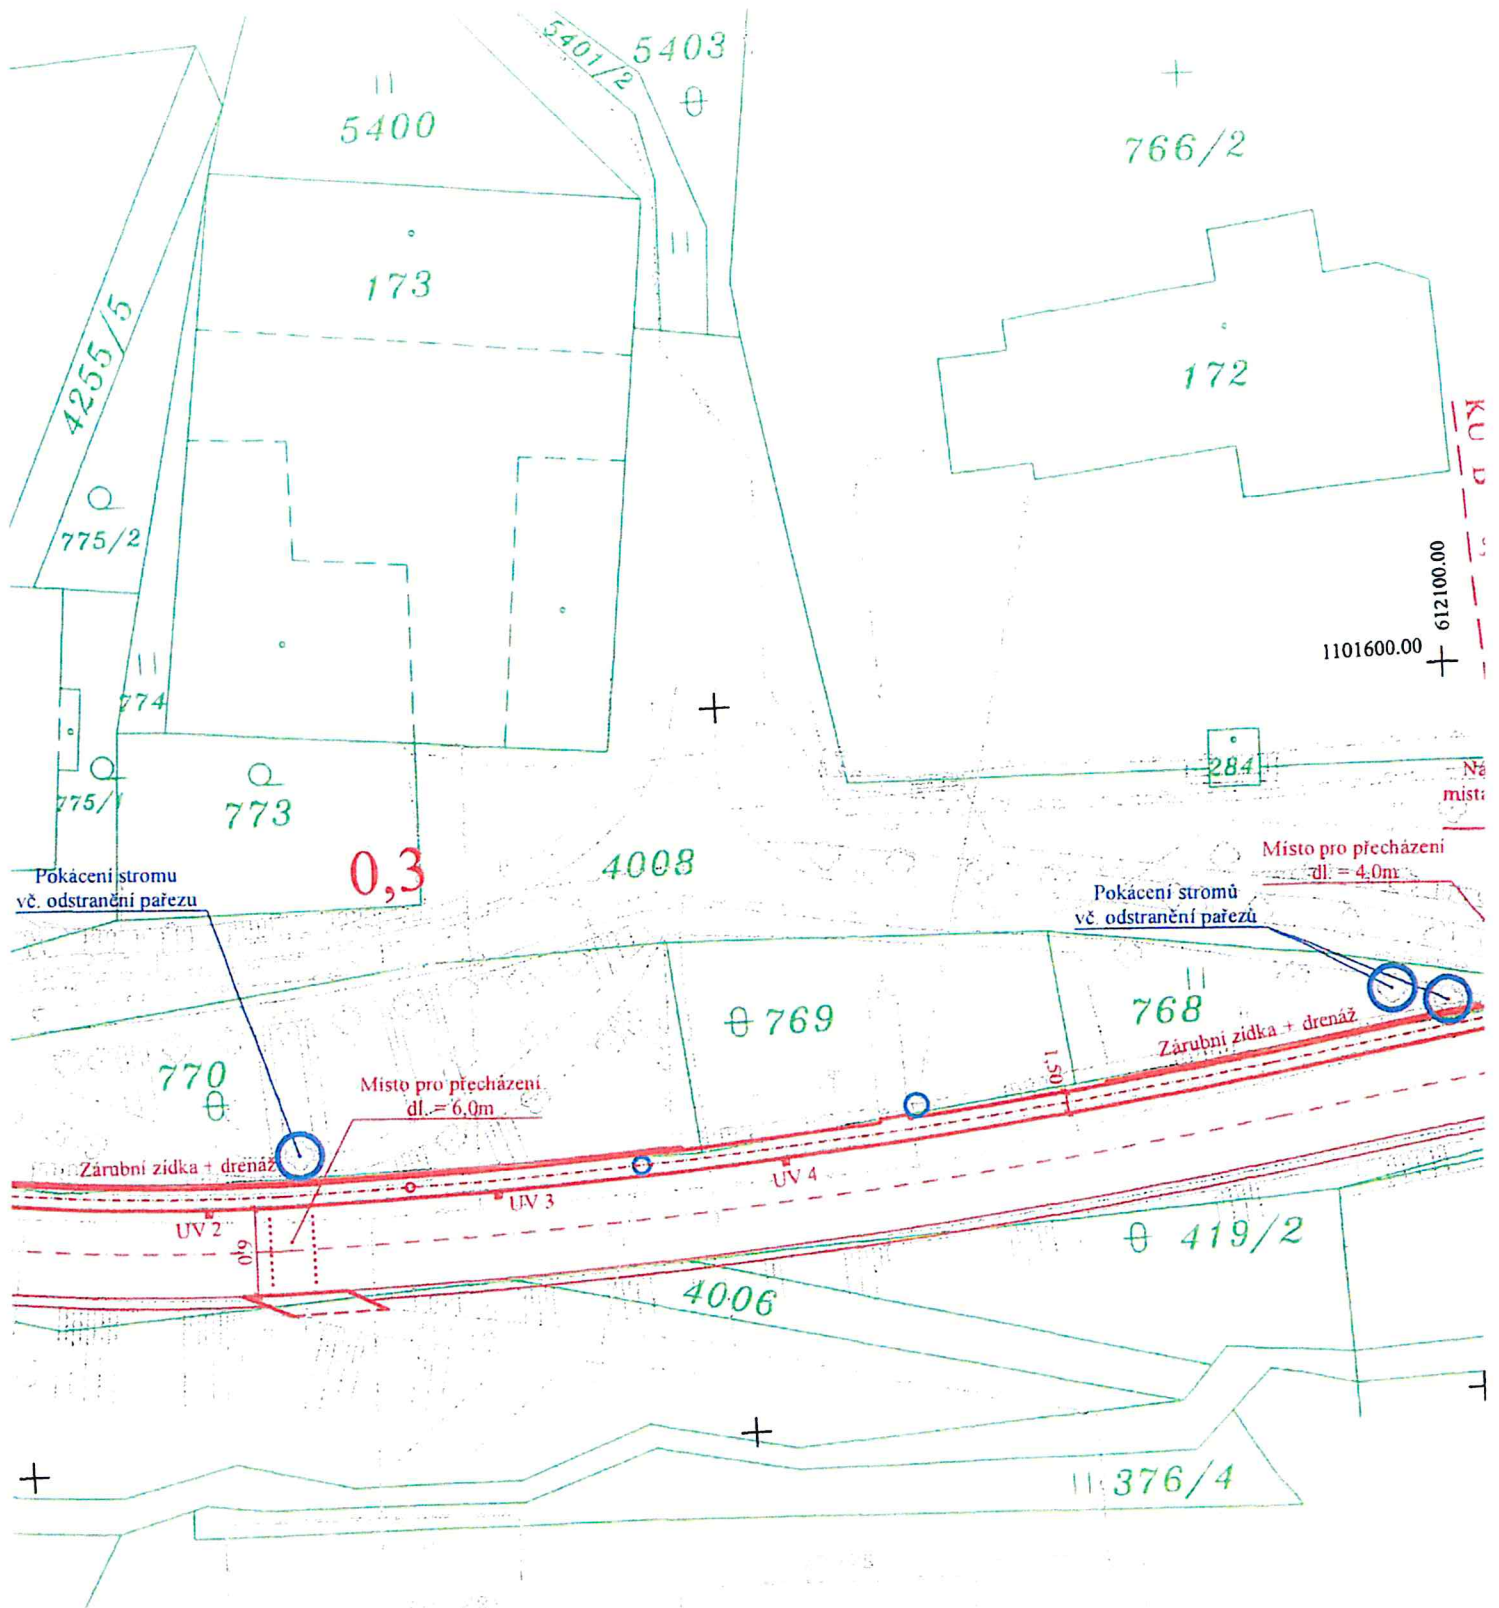 5401/2
5403
5400
766/2
173
4255/5
172
KÚ
775/2
612100.00
1101600.00
774
284
775/
773
0,3
4008
Místo pro přecházení
dl. = 4,0m
Pokácení stromu
vč. odstranění pařezu
Pokácení stromů
vč. odstranění pařezů
769
768
Zárubní zídka + drenáž
1,50
770
Místo pro přecházení
dl. = 6,0m
Zárubní zídka + drenáž
UV 4
UV 3
UV 2
419/2
4006
376/4